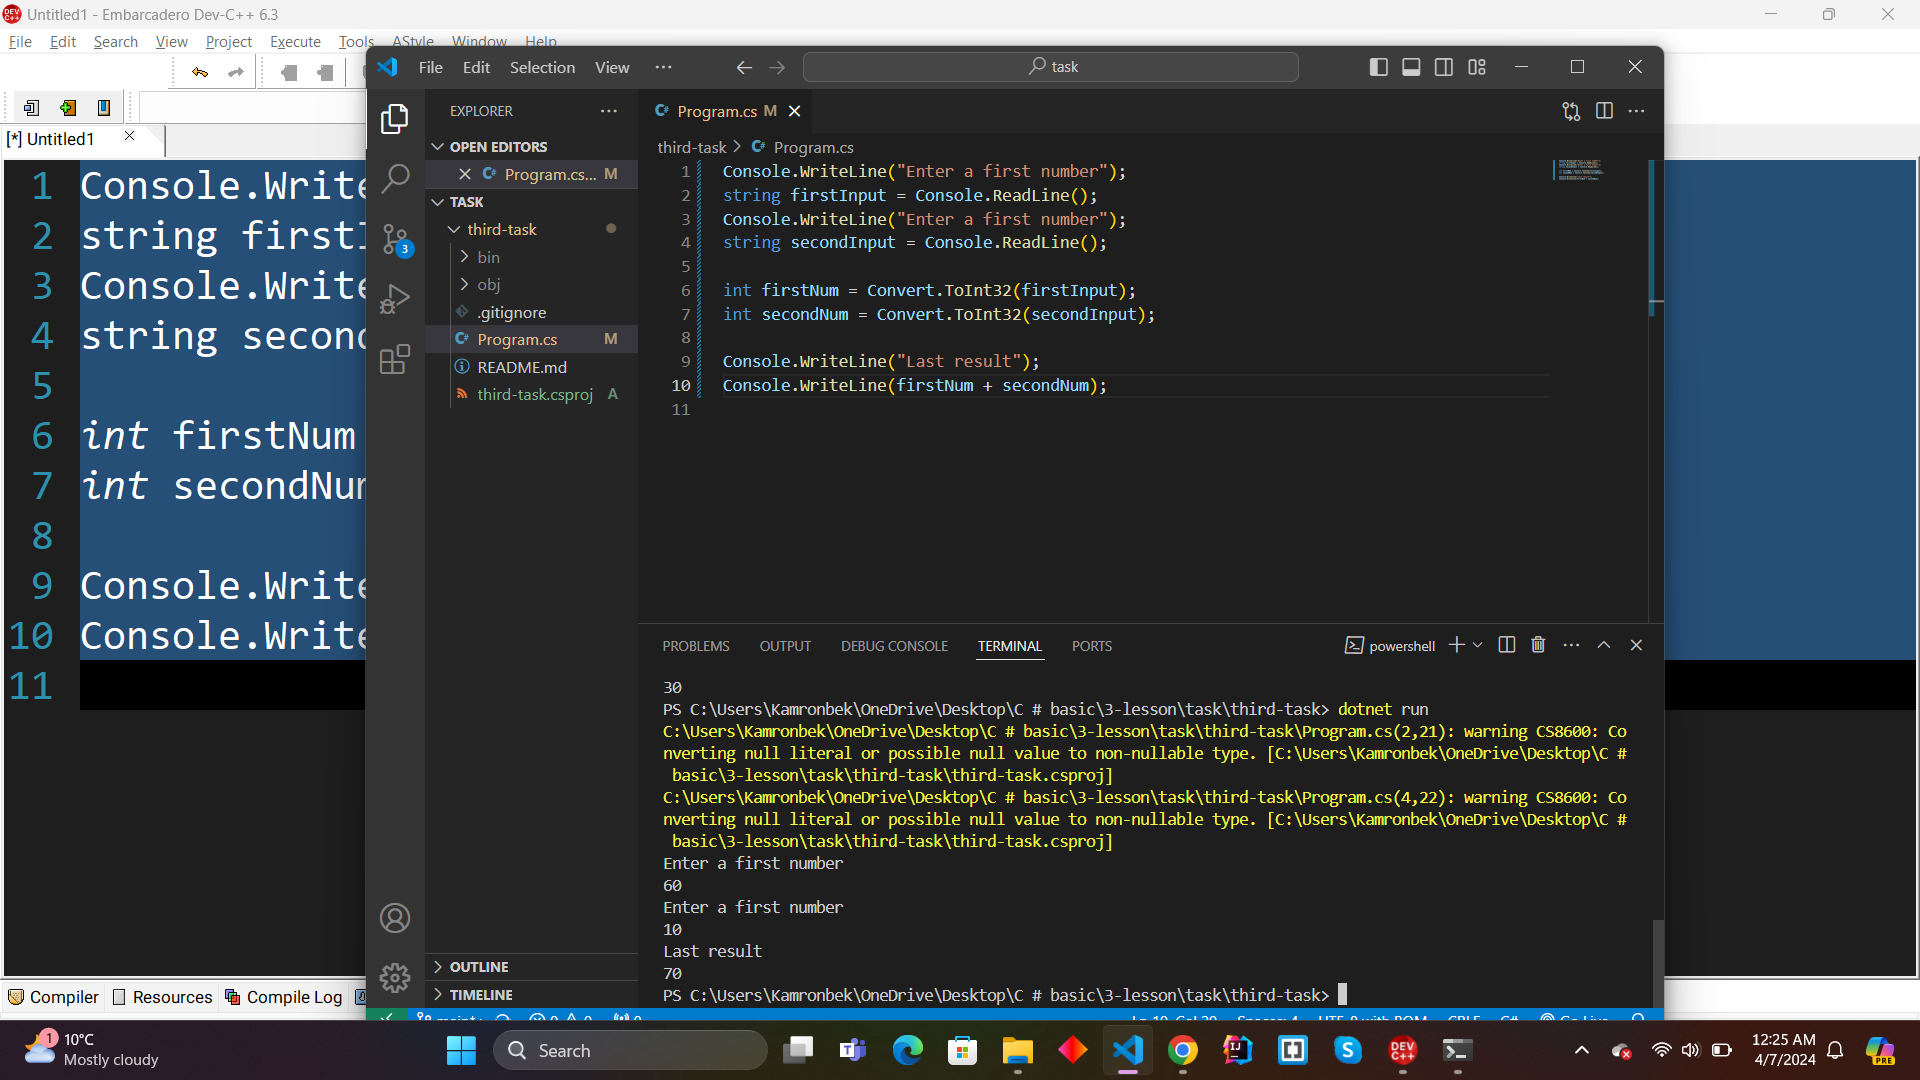 Untitled1 - Embarcadero Dev-C++ 6.3
File Edit Search View Project Execute Tools AStyle Window Help
[*] Untitled1
1 Console.Write
2 string firstI
3 Console.Write
4 string second
5
6 int firstNum
7 int secondNum
8
9 Console.Write
10 Console.Write
11
Compiler Resources Compile Log
File Edit Selection View
task
EXPLORER
OPEN EDITORS
Program.cs... M
TASK
third-task
bin
obj
.gitignore
Program.cs M
README.md
third-task.csproj A
OUTLINE
TIMELINE
3
Program.cs M
third-task > Program.cs
1 Console.WriteLine("Enter a first number");
2 string firstInput = Console.ReadLine();
3 Console.WriteLine("Enter a first number");
4 string secondInput = Console.ReadLine();
5
6 int firstNum = Convert.ToInt32(firstInput);
7 int secondNum = Convert.ToInt32(secondInput);
8
9 Console.WriteLine("Last result");
10 Console.WriteLine(firstNum + secondNum);
11
PROBLEMS OUTPUT DEBUG CONSOLE TERMINAL PORTS
powershell
30
PS C:\Users\Kamronbek\OneDrive\Desktop\C # basic\3-lesson\task\third-task> dotnet run
C:\Users\Kamronbek\OneDrive\Desktop\C # basic\3-lesson\task\third-task\Program.cs(2,21): warning CS8600: Co
nverting null literal or possible null value to non-nullable type. [C:\Users\Kamronbek\OneDrive\Desktop\C #
basic\3-lesson\task\third-task\third-task.csproj]
C:\Users\Kamronbek\OneDrive\Desktop\C # basic\3-lesson\task\third-task\Program.cs(4,22): warning CS8600: Co
nverting null literal or possible null value to non-nullable type. [C:\Users\Kamronbek\OneDrive\Desktop\C #
basic\3-lesson\task\third-task\third-task.csproj]
Enter a first number
60
Enter a first number
10
Last result
70
PS C:\Users\Kamronbek\OneDrive\Desktop\C # basic\3-lesson\task\third-task>
1
10°C
Mostly cloudy
Search
12:25 AM
4/7/2024
PRE